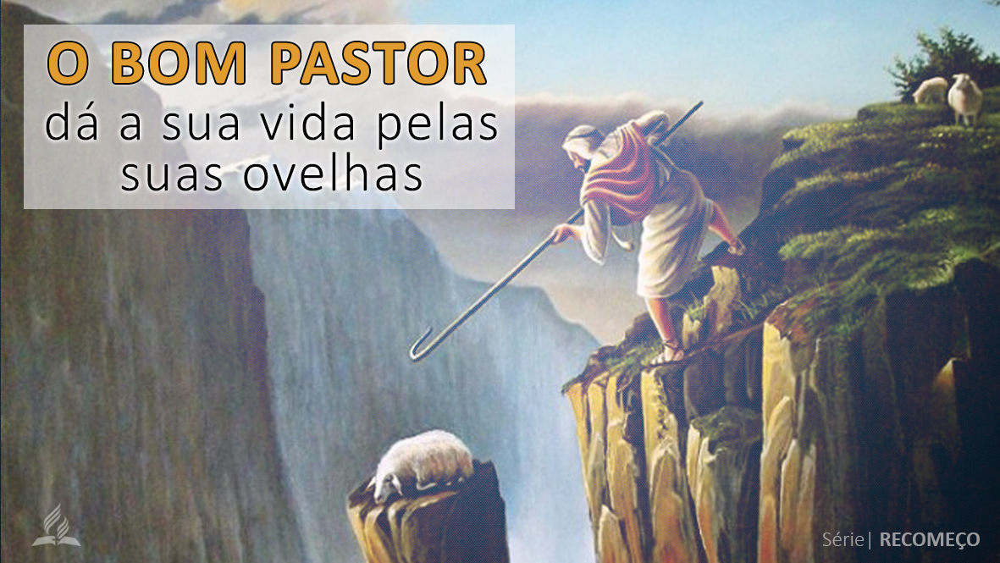 O BOM PASTOR
dá a sua vida pelas
suas ovelhas
Série| RECOMEÇO